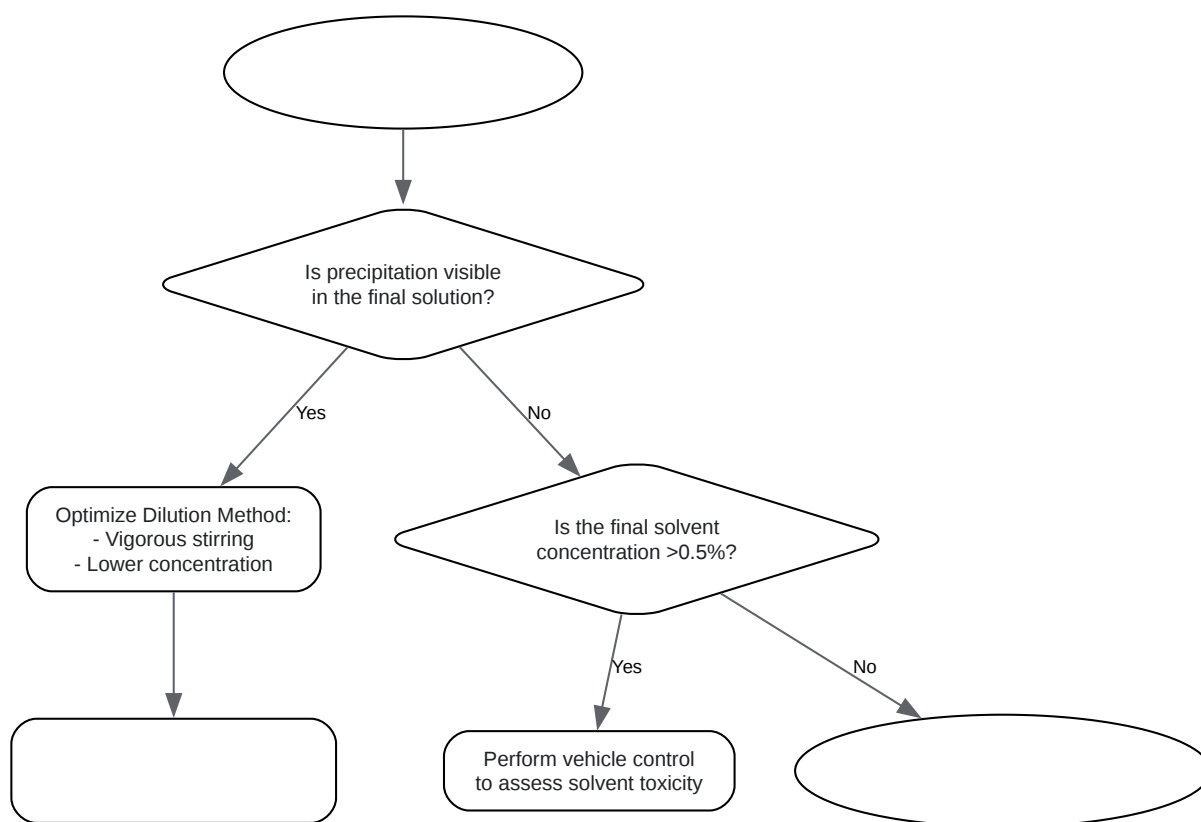 Is precipitation visible
in the final solution?
Yes
No
Optimize Dilution Method:
- Vigorous stirring
- Lower concentration
Is the final solvent
concentration >0.5%?
Yes
No
Perform vehicle control
to assess solvent toxicity